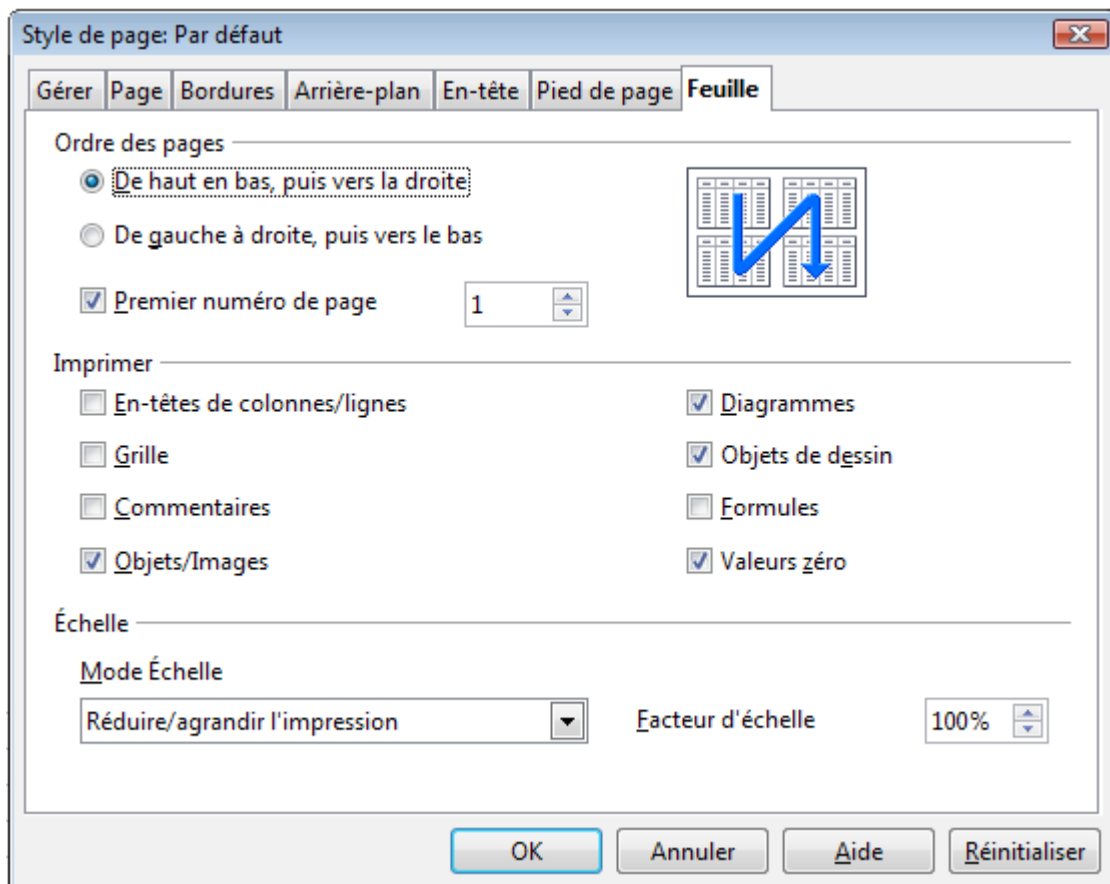 Style de page: Par défaut
Gérer Page Bordures Arrière-plan En-tête Pied de page Feuille
Ordre des pages
De haut en bas, puis vers la droite
De gauche à droite, puis vers le bas
Premier numéro de page 1
Imprimer
En-têtes de colonnes/lignes Diagrammes
Grille Objets de dessin
Commentaires Formules
Objets/Images Valeurs zéro
Échelle
Mode Échelle
Réduire/agrandir l'impression Facteur d'échelle 100%
OK Annuler Aide Réinitialiser